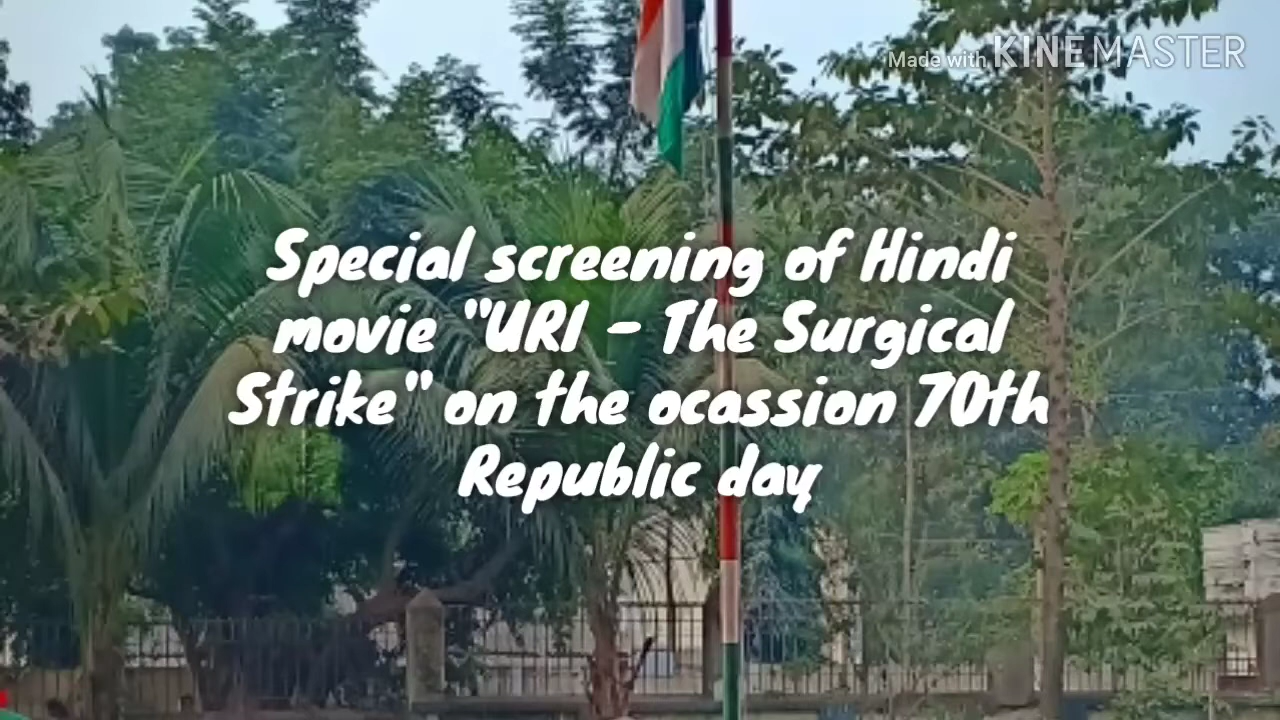 Made with KINEMASTER
Special screening of Hindi
movie "URI - The Surgical
Strike" on the ocassion 70th
Republic day